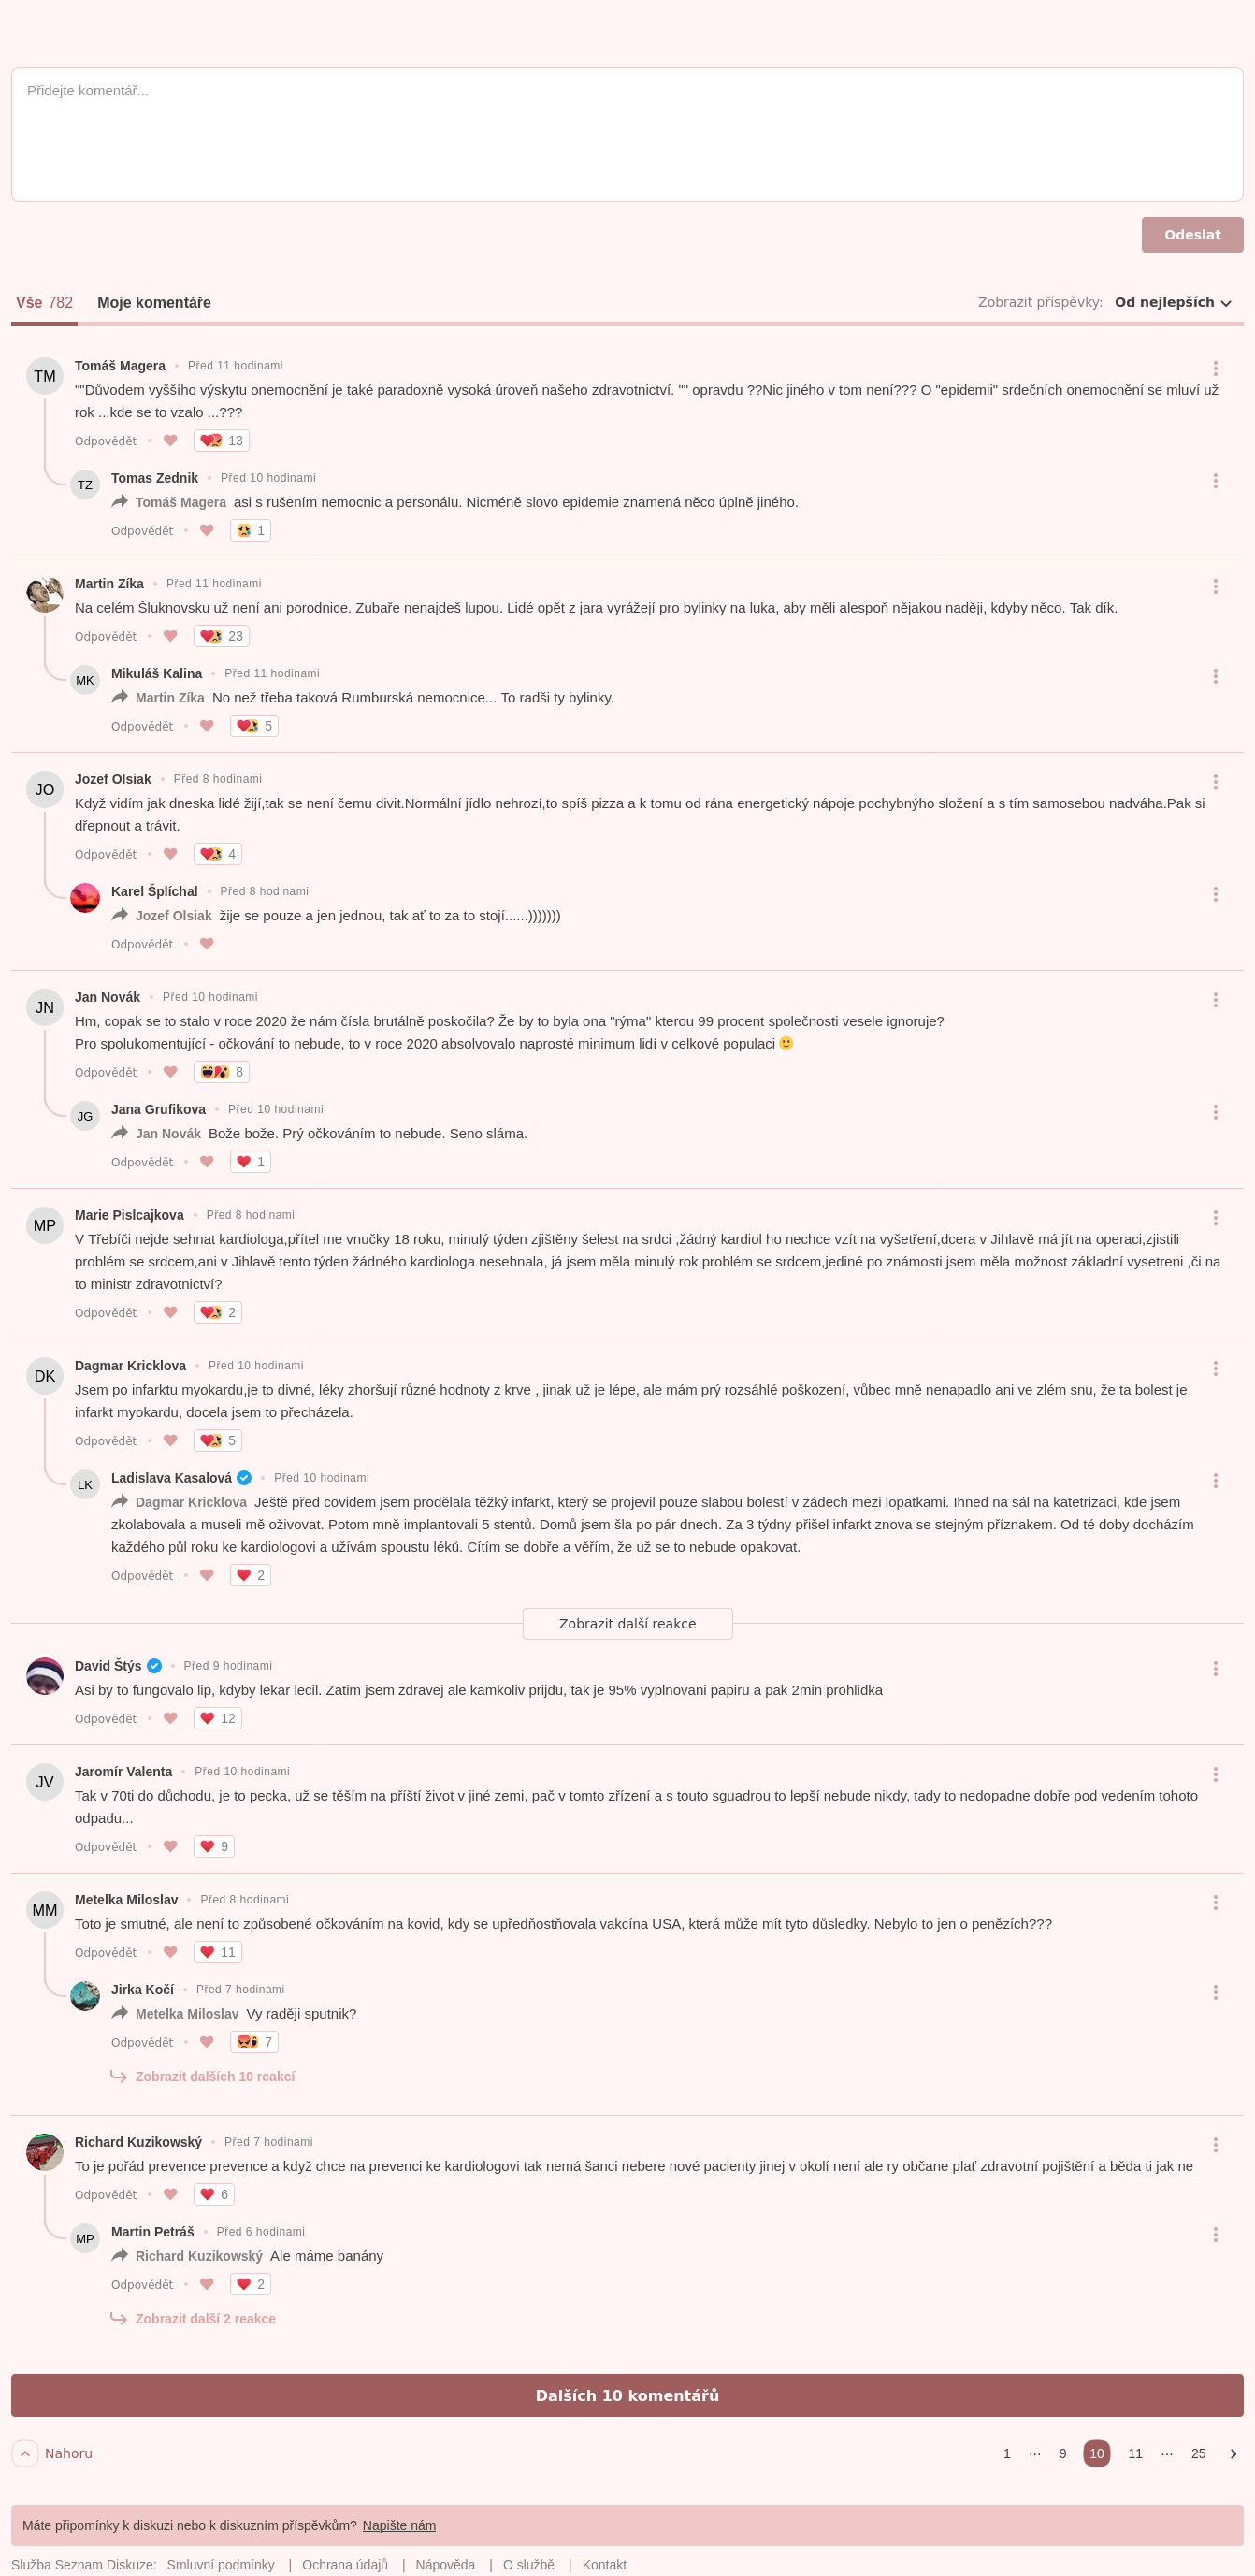 Přidejte komentář...
Odeslat
Vše 782 Moje komentáře Zobrazit příspěvky: Od nejlepších
TM Tomáš Magera • Před 11 hodinami
""Důvodem vyššího výskytu onemocnění je také paradoxně vysoká úroveň našeho zdravotnictví. "" opravdu ??Nic jiného v tom není??? O "epidemii" srdečních onemocnění se mluví už
rok ...kde se to vzalo ...???
Odpovědět • 13
TZ Tomas Zednik • Před 10 hodinami
Tomáš Magera asi s rušením nemocnic a personálu. Nicméně slovo epidemie znamená něco úplně jiného.
Odpovědět • 1
Martin Zíka • Před 11 hodinami
Na celém Šluknovsku už není ani porodnice. Zubaře nenajdeš lupou. Lidé opět z jara vyrážejí pro bylinky na luka, aby měli alespoň nějakou naději, kdyby něco. Tak dík.
Odpovědět • 23
MK Mikuláš Kalina • Před 11 hodinami
Martin Zíka No než třeba taková Rumburská nemocnice... To radši ty bylinky.
Odpovědět • 5
JO Jozef Olsiak • Před 8 hodinami
Když vidím jak dneska lidé žijí,tak se není čemu divit.Normální jídlo nehrozí,to spíš pizza a k tomu od rána energetický nápoje pochybnýho složení a s tím samosebou nadváha.Pak si
dřepnout a trávit.
Odpovědět • 4
Karel Šplíchal • Před 8 hodinami
Jozef Olsiak žije se pouze a jen jednou, tak ať to za to stojí......)))))))
Odpovědět •
JN Jan Novák • Před 10 hodinami
Hm, copak se to stalo v roce 2020 že nám čísla brutálně poskočila? Že by to byla ona "rýma" kterou 99 procent společnosti vesele ignoruje?
Pro spolukomentující - očkování to nebude, to v roce 2020 absolvovalo naprosté minimum lidí v celkové populaci 🙂
Odpovědět • 8
JG Jana Grufikova • Před 10 hodinami
Jan Novák Bože bože. Prý očkováním to nebude. Seno sláma.
Odpovědět • 1
MP Marie Pislcajkova • Před 8 hodinami
V Třebíči nejde sehnat kardiologa,přítel me vnučky 18 roku, minulý týden zjištěny šelest na srdci ,žádný kardiol ho nechce vzít na vyšetření,dcera v Jihlavě má jít na operaci,zjistili
problém se srdcem,ani v Jihlavě tento týden žádného kardiologa nesehnala, já jsem měla minulý rok problém se srdcem,jediné po známosti jsem měla možnost základní vysetreni ,či na
to ministr zdravotnictví?
Odpovědět • 2
DK Dagmar Kricklova • Před 10 hodinami
Jsem po infarktu myokardu,je to divné, léky zhoršují různé hodnoty z krve , jinak už je lépe, ale mám prý rozsáhlé poškození, vůbec mně nenapadlo ani ve zlém snu, že ta bolest je
infarkt myokardu, docela jsem to přecházela.
Odpovědět • 5
LK Ladislava Kasalová • Před 10 hodinami
Dagmar Kricklova Ještě před covidem jsem prodělala těžký infarkt, který se projevil pouze slabou bolestí v zádech mezi lopatkami. Ihned na sál na katetrizaci, kde jsem
zkolabovala a museli mě oživovat. Potom mně implantovali 5 stentů. Domů jsem šla po pár dnech. Za 3 týdny přišel infarkt znova se stejným příznakem. Od té doby docházím
každého půl roku ke kardiologovi a užívám spoustu léků. Cítím se dobře a věřím, že už se to nebude opakovat.
Odpovědět • 2
Zobrazit další reakce
David Štýs • Před 9 hodinami
Asi by to fungovalo lip, kdyby lekar lecil. Zatim jsem zdravej ale kamkoliv prijdu, tak je 95% vyplnovani papiru a pak 2min prohlidka
Odpovědět • 12
JV Jaromír Valenta • Před 10 hodinami
Tak v 70ti do důchodu, je to pecka, už se těším na příští život v jiné zemi, pač v tomto zřízení a s touto sguadrou to lepší nebude nikdy, tady to nedopadne dobře pod vedením tohoto
odpadu...
Odpovědět • 9
MM Metelka Miloslav • Před 8 hodinami
Toto je smutné, ale není to způsobené očkováním na kovid, kdy se upředňostňovala vakcína USA, která může mít tyto důsledky. Nebylo to jen o penězích???
Odpovědět • 11
Jirka Kočí • Před 7 hodinami
Metelka Miloslav Vy raději sputnik?
Odpovědět • 7
Zobrazit dalších 10 reakcí
Richard Kuzikowský • Před 7 hodinami
To je pořád prevence prevence a když chce na prevenci ke kardiologovi tak nemá šanci nebere nové pacienty jinej v okolí není ale ry občane plať zdravotní pojištění a běda ti jak ne
Odpovědět • 6
MP Martin Petráš • Před 6 hodinami
Richard Kuzikowský Ale máme banány
Odpovědět • 2
Zobrazit další 2 reakce
Dalších 10 komentářů
Nahoru 1 ... 9 10 11 ... 25
Máte připomínky k diskuzi nebo k diskuzním příspěvkům? Napište nám
Služba Seznam Diskuze: Smluvní podmínky | Ochrana údajů | Nápověda | O službě | Kontakt